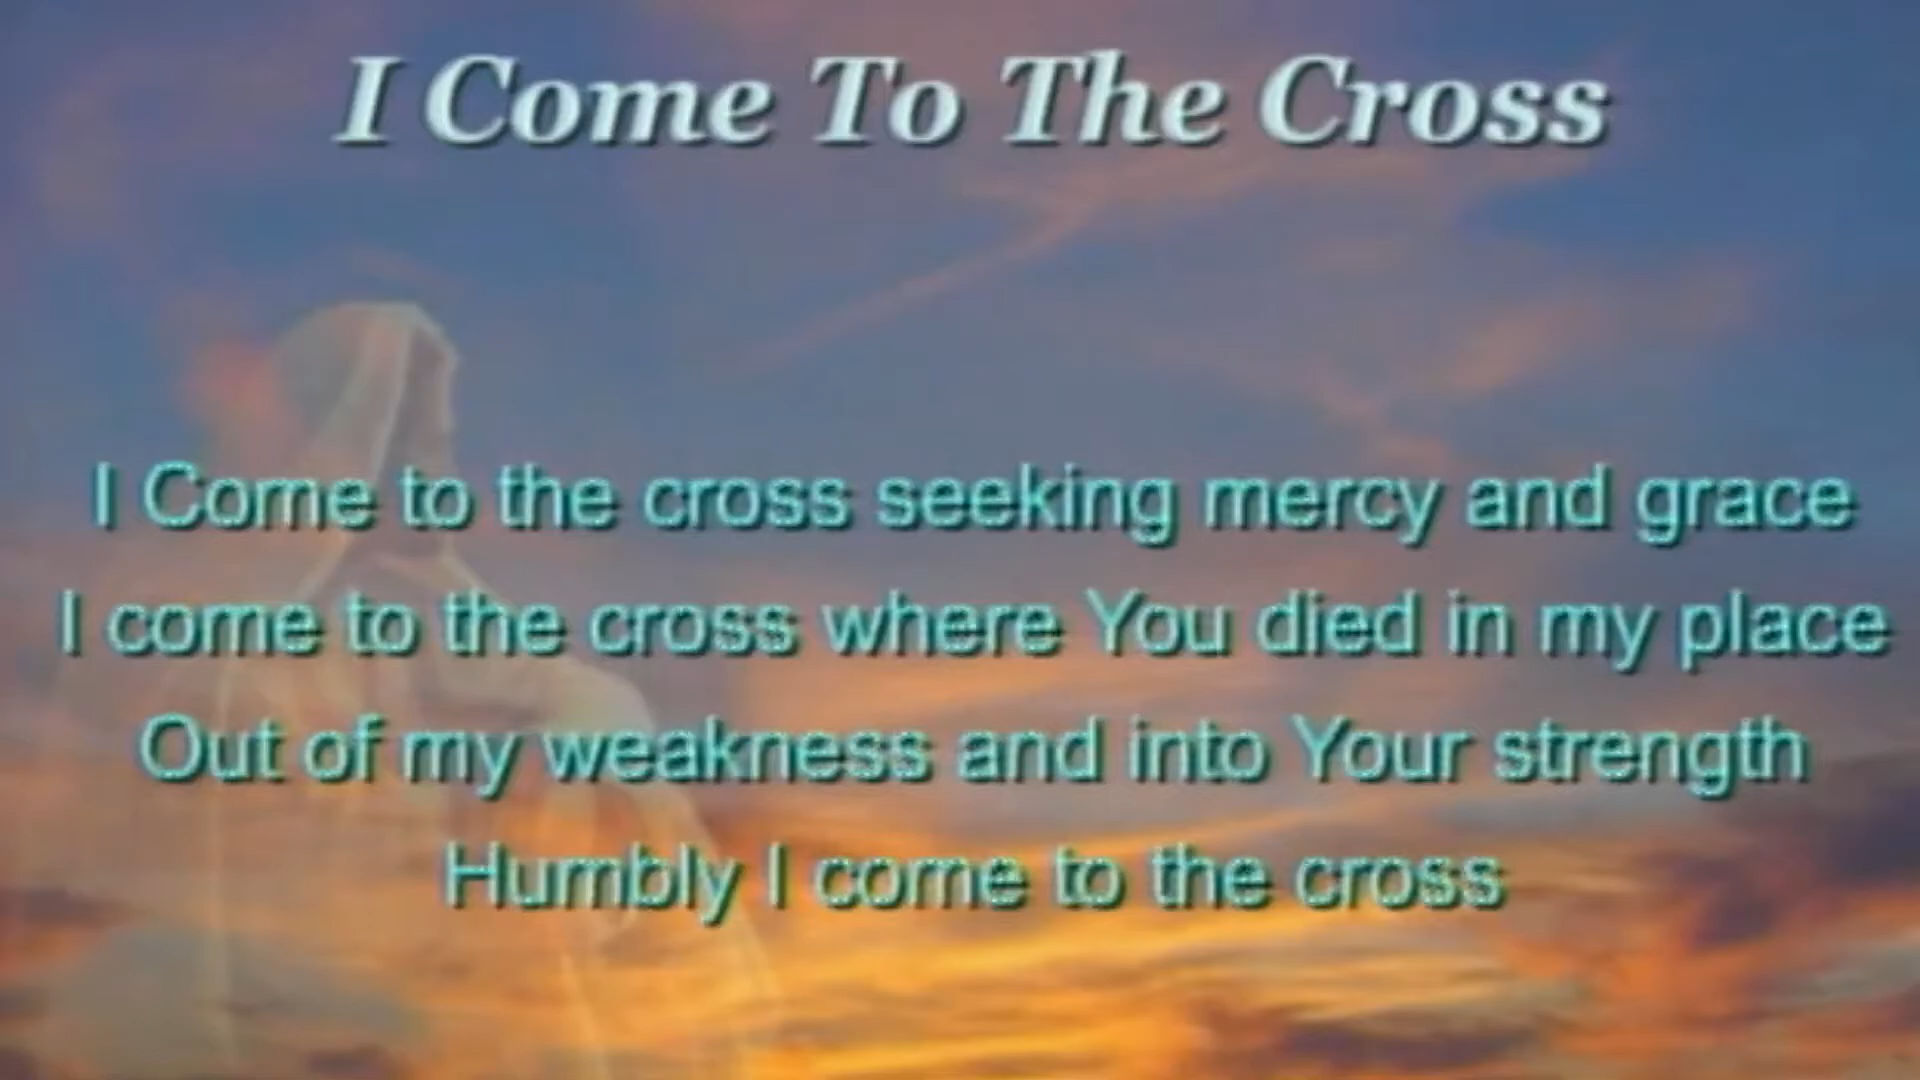 I Come To The Cross
I Come to the cross seeking mercy and grace
I come to the cross where You died in my place
Out of my weakness and into Your strength
Humbly I come to the cross